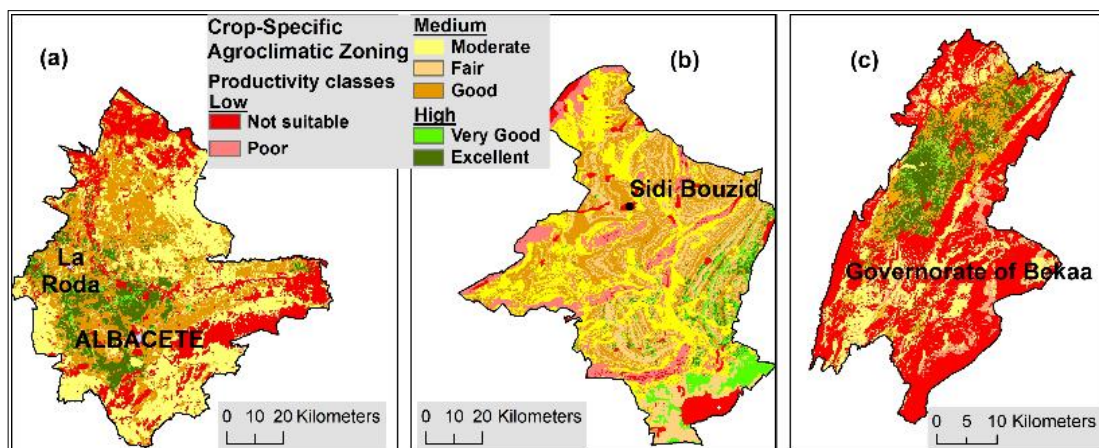 (a)
Crop-Specific
Agroclimatic Zoning
Productivity classes
Low
Not suitable
Poor
Medium
Moderate
Fair
Good
High
Very Good
Excellent
La
Roda
ALBACETE
0 10 20 Kilometers
(b)
Sidi Bouzid
0 10 20 Kilometers
(c)
Governorate of Bekaa
0 5 10 Kilometers